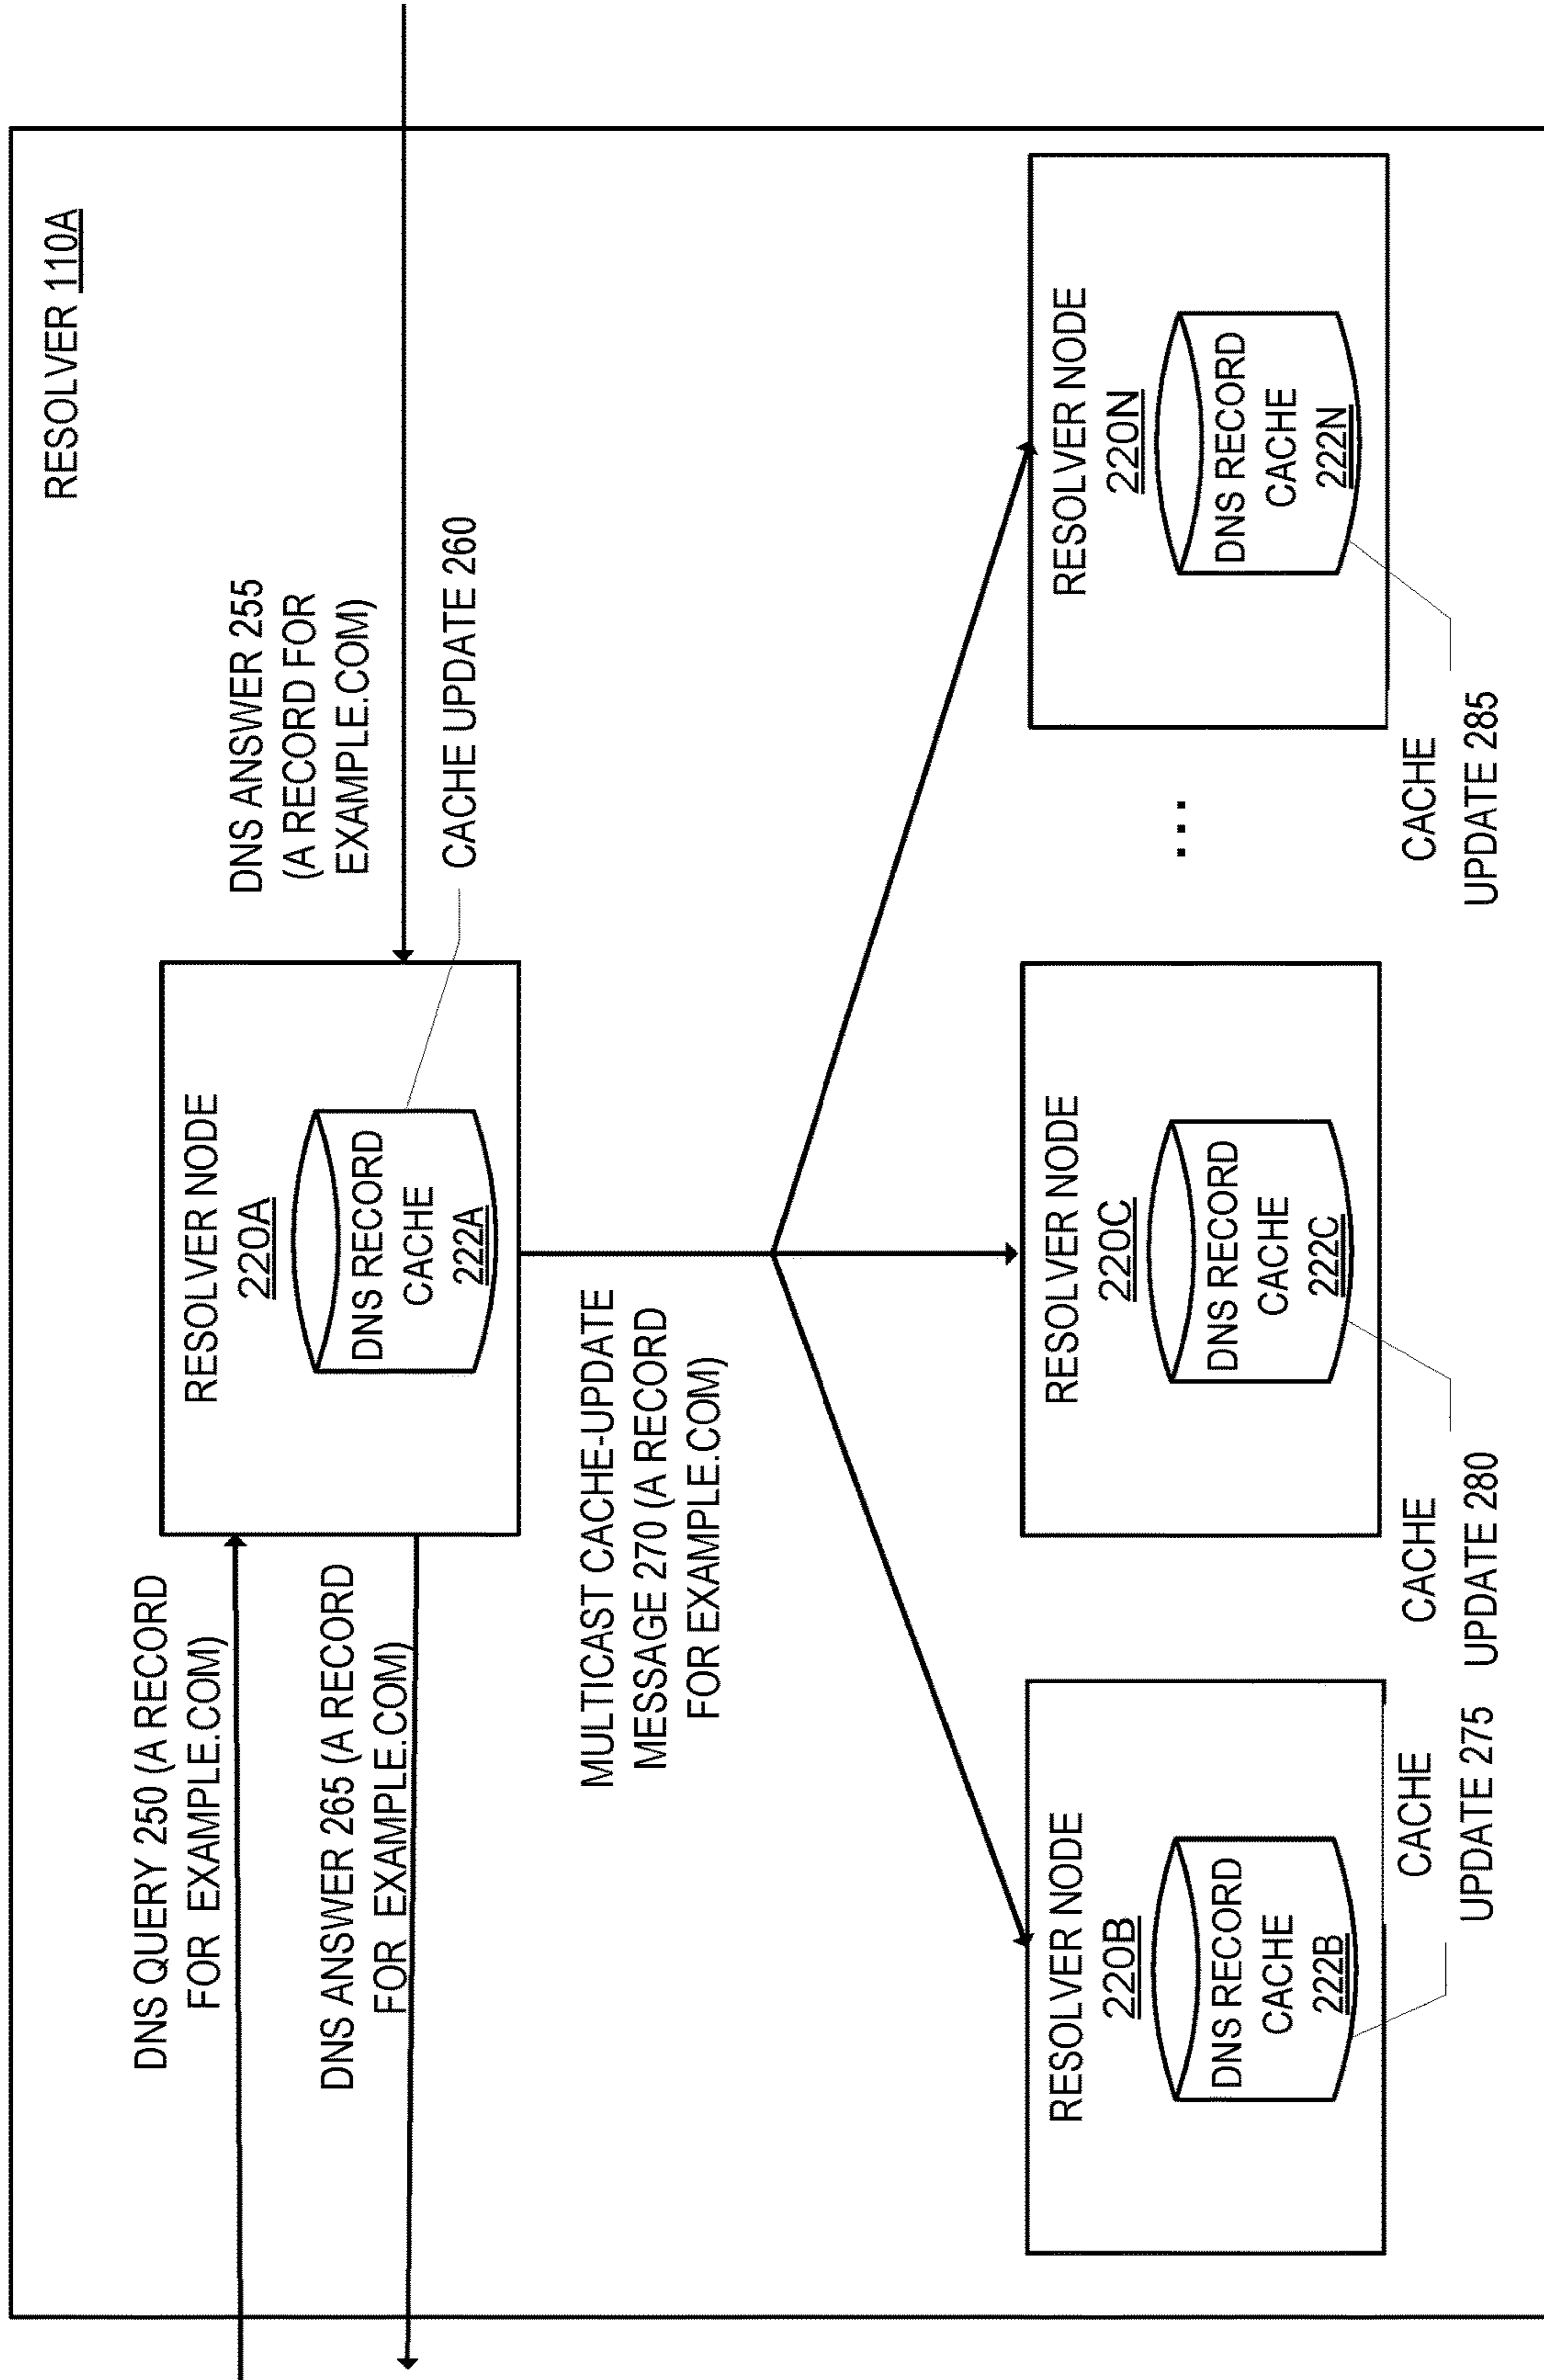 RESOLVER 110A
DNS QUERY 250 (A RECORD
FOR EXAMPLE.COM)
DNS ANSWER 265 (A RECORD
FOR EXAMPLE.COM)
RESOLVER NODE
220A
DNS RECORD
CACHE
222A
DNS ANSWER 255
(A RECORD FOR
EXAMPLE.COM)
CACHE UPDATE 260
MULTICAST CACHE-UPDATE
MESSAGE 270 (A RECORD
FOR EXAMPLE.COM)
RESOLVER NODE
220B
DNS RECORD
CACHE
222B
CACHE
UPDATE 275
RESOLVER NODE
220C
DNS RECORD
CACHE
222C
CACHE
UPDATE 280
...
RESOLVER NODE
220N
DNS RECORD
CACHE
222N
CACHE
UPDATE 285